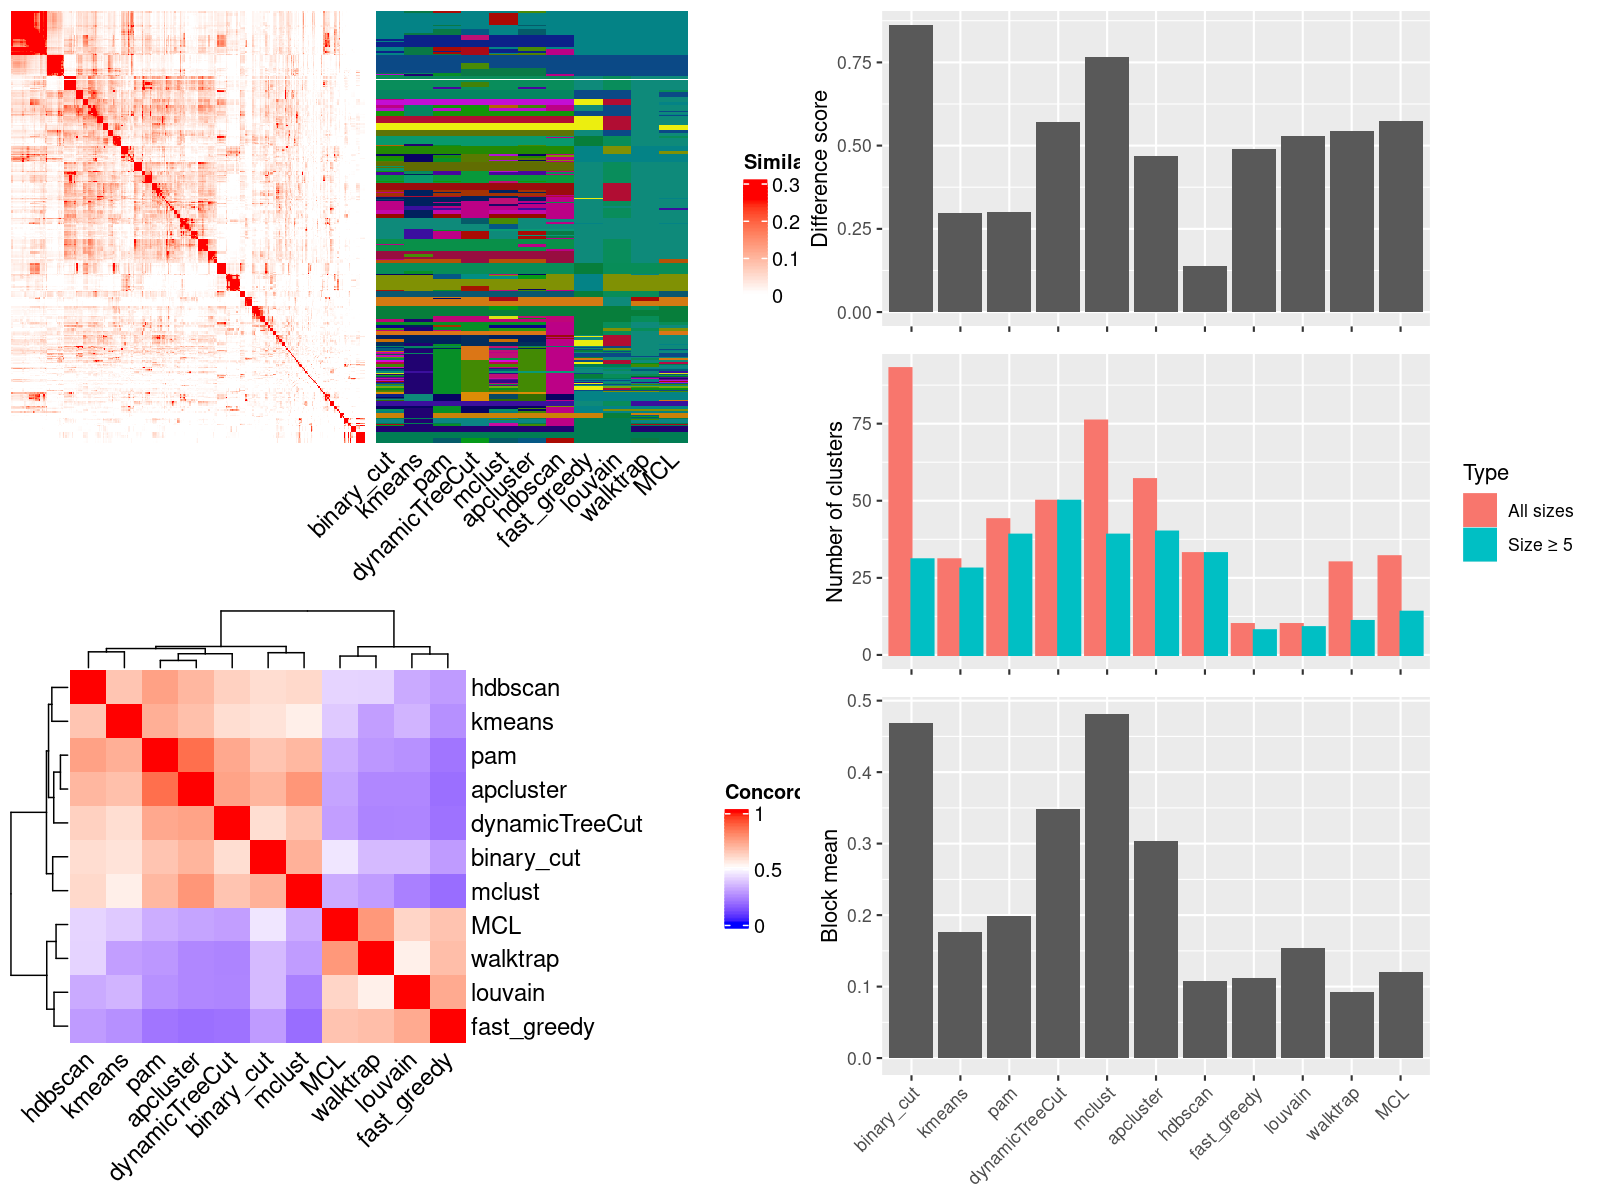 Simila
0.3
0.2
0.1
0
binary_cut
kmeans
pam
dynamicTreeCut
mclust
apcluster
hdbscan
fast_greedy
louvain
walktrap
MCL
hdbscan
kmeans
pam
apcluster
dynamicTreeCut
binary_cut
mclust
MCL
walktrap
louvain
fast_greedy
hdbscan
kmeans
pam
apcluster
dynamicTreeCut
binary_cut
mclust
MCL
walktrap
louvain
fast_greedy
Concord
1
0.5
0
Difference score
0.75
0.50
0.25
0.00
Number of clusters
75
50
25
0
Type
All sizes
Size ≥ 5
Block mean
0.5
0.4
0.3
0.2
0.1
0.0
binary_cut
kmeans
pam
dynamicTreeCut
mclust
apcluster
hdbscan
fast_greedy
louvain
walktrap
MCL